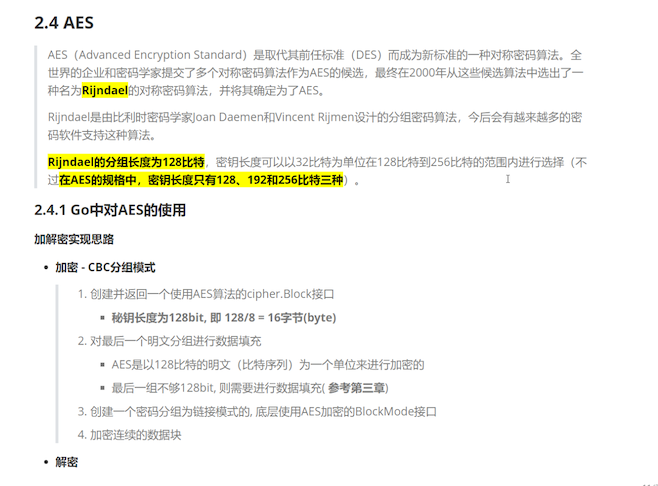 2.4 AES
AES（Advanced Encryption Standard）是取代其前任标准（DES）而成为新标准的一种对称密码算法。全
世界的企业和密码学家提交了多个对称密码算法作为AES的候选，最终在2000年从这些候选算法中选出了一
种名为Rijndael的对称密码算法，并将其确定为了AES。
Rijndael是由比利时密码学家Joan Daemen和Vincent Rijmen设汁的分组密码算法，今后会有越来越多的密
码软件支持这种算法。
Rijndael的分组长度为128比特，密钥长度可以以32比特为单位在128比特到256比特的范围内进行选择（不
过在AES的规格中，密钥长度只有128、192和256比特三种）。
2.4.1 Go中对AES的使用
加解密实现思路
• 加密 - CBC分组模式
1. 创建并返回一个使用AES算法的cipher.Block接口
▪ 秘钥长度为128bit, 即 128/8 = 16字节(byte)
2. 对最后一个明文分组进行数据填充
▪ AES是以128比特的明文（比特序列）为一个单位来进行加密的
▪ 最后一组不够128bit, 则需要进行数据填充( 参考第三章)
3. 创建一个密码分组为链接模式的, 底层使用AES加密的BlockMode接口
4. 加密连续的数据块
• 解密